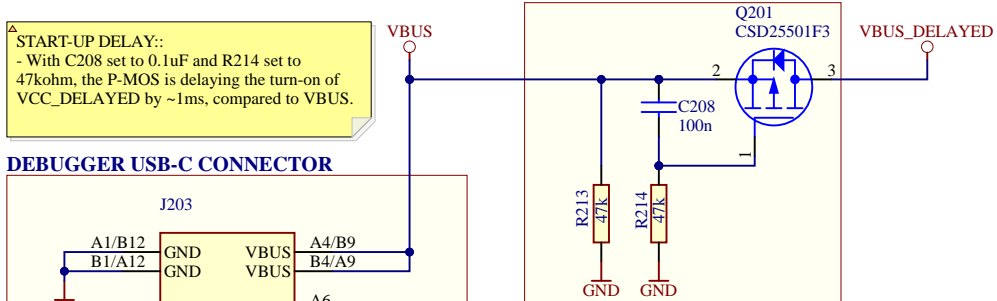 START-UP DELAY::
- With C208 set to 0.1uF and R214 set to
47kohm, the P-MOS is delaying the turn-on of
VCC_DELAYED by ~1ms, compared to VBUS.
VBUS
Q201
CSD25501F3
VBUS_DELAYED
2
3
C208
100n
1
R213
47k
R214
47k
GND
GND
DEBUGGER USB-C CONNECTOR
J203
A1/B12
GND
VBUS
A4/B9
B1/A12
GND
VBUS
B4/A9
A6